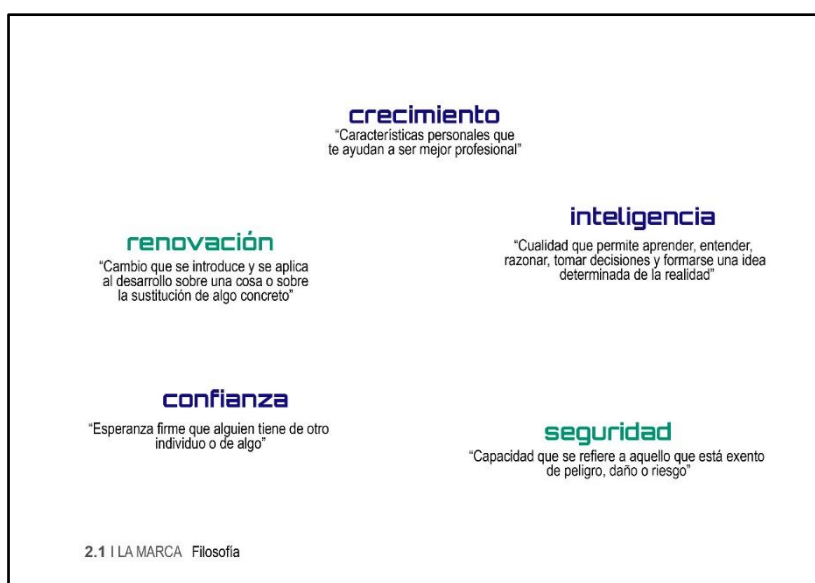 crecimiento
“Características personales que
te ayudan a ser mejor profesional”
inteligencia
“Cualidad que permite aprender, entender,
razonar, tomar decisiones y formarse una idea
determinada de la realidad”
renovación
“Cambio que se introduce y se aplica
al desarrollo sobre una cosa o sobre
la sustitución de algo concreto”
confianza
“Esperanza firme que alguien tiene de otro
individuo o de algo”
seguridad
“Capacidad que se refiere a aquello que está exento
de peligro, daño o riesgo”
2.1 I LA MARCA Filosofía